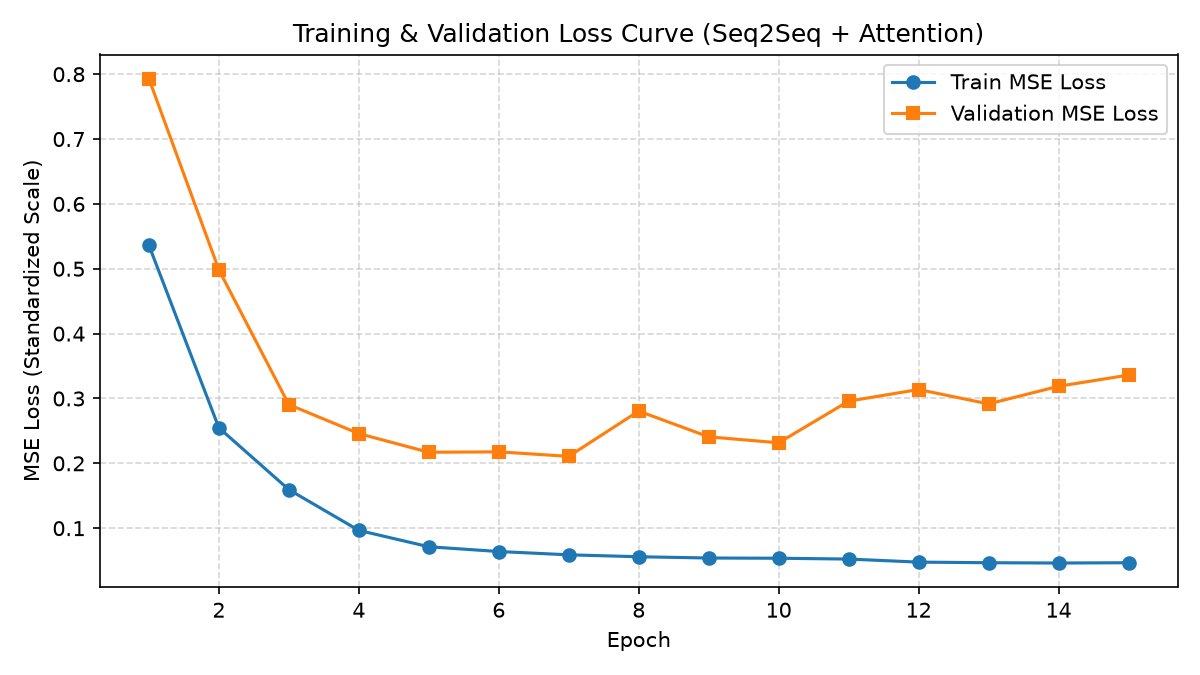 Training & Validation Loss Curve (Seq2Seq + Attention)
Train MSE Loss
Validation MSE Loss
MSE Loss (Standardized Scale)
0.8
0.7
0.6
0.5
0.4
0.3
0.2
0.1
2 4 6 8 10 12 14
Epoch